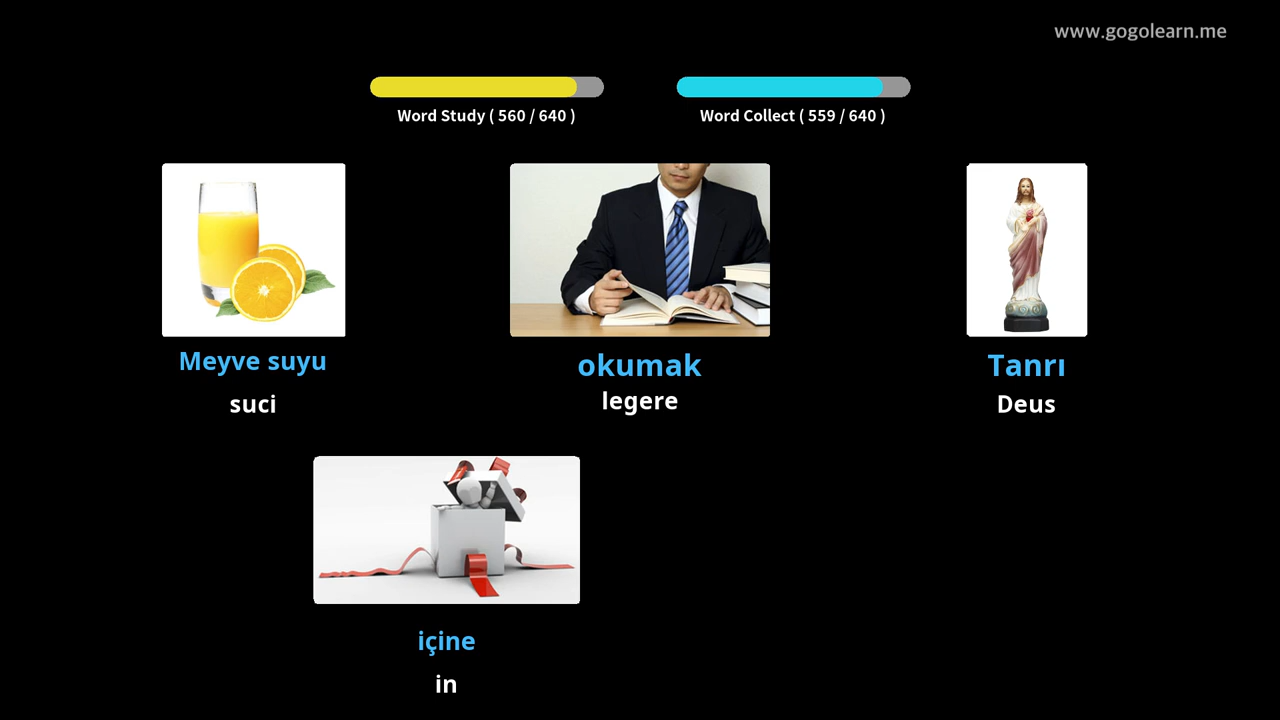 www.gogolearn.me
Word Study ( 560 / 640 )
Word Collect ( 559 / 640 )
Meyve suyu
suci
okumak
legere
Tanrı
Deus
içine
in